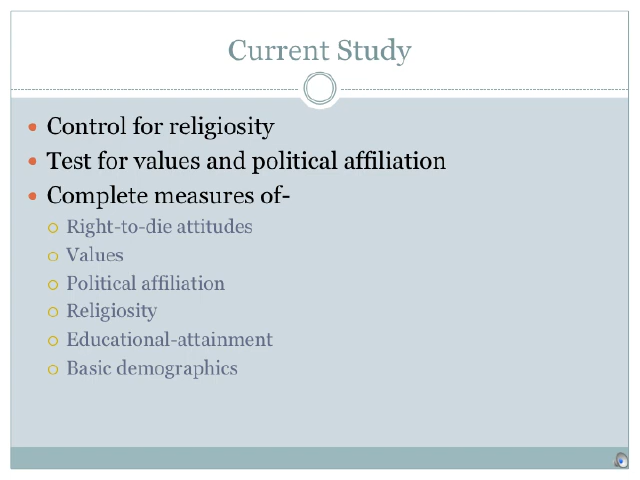 Current Study
Control for religiosity
Test for values and political affiliation
Complete measures of-
Right-to-die attitudes
Values
Political affiliation
Religiosity
Educational-attainment
Basic demographics